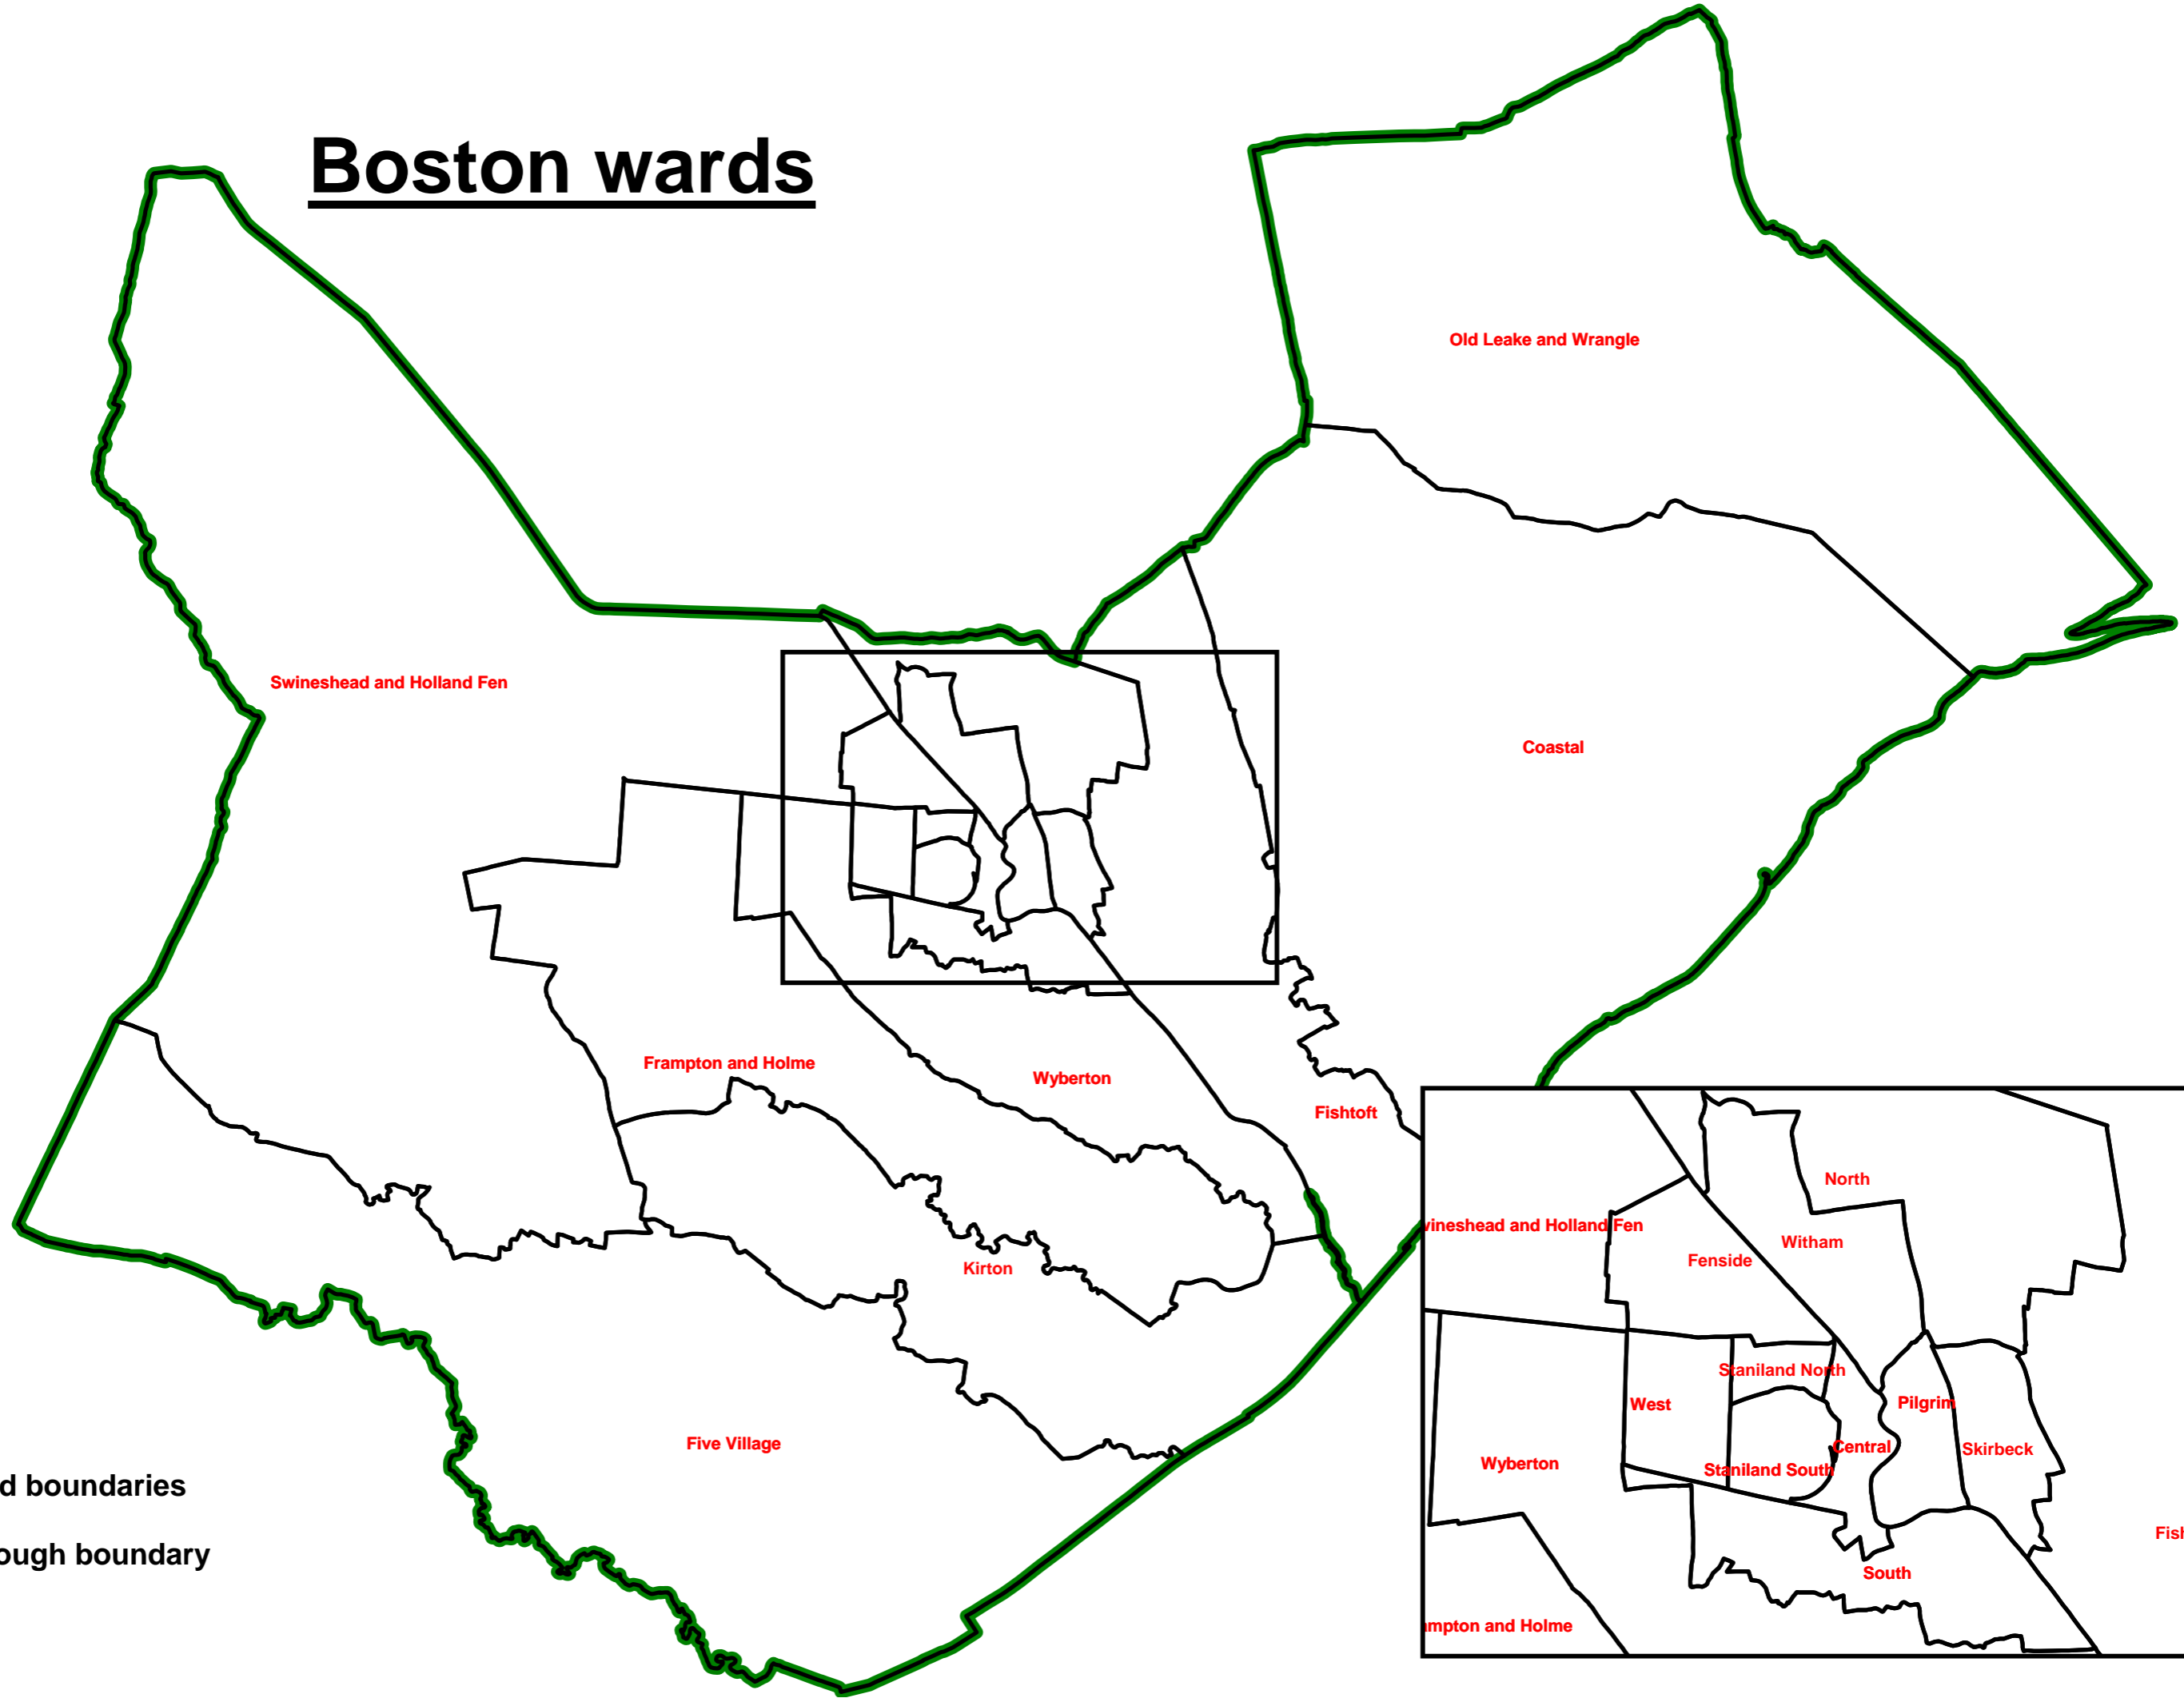 Boston wards
Old Leake and Wrangle
Swineshead and Holland Fen
Coastal
Frampton and Holme
Wyberton
Fishtoft
Kirton
Five Village
North
vineshead and Holland Fen
Witham
Fenside
Staniland North
West
Pilgrim
Central
Skirbeck
Wyberton
Staniland South
Fish
South
mpton and Holme
d boundaries
ough boundary